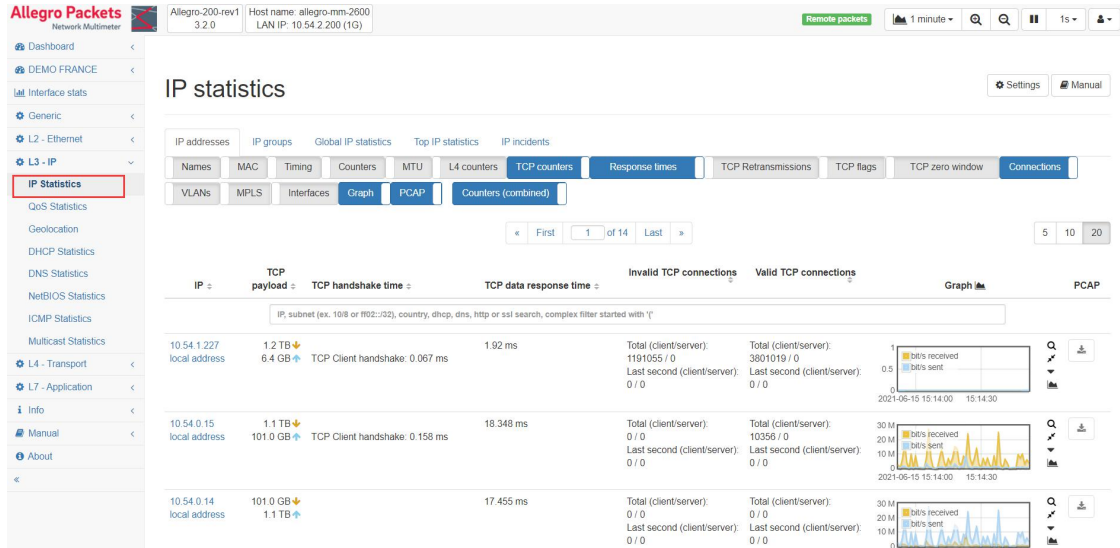 Allegro Packets
Network Multimeter
Allegro-200-rev1
3.2.0
Host name: allegro-mm-2600
LAN IP: 10.54.2.200 (1G)
Remote packets
1 minute
1s
Dashboard
DEMO FRANCE
Interface stats
Generic
L2 - Ethernet
L3 - IP
IP Statistics
QoS Statistics
Geolocation
DHCP Statistics
DNS Statistics
NetBIOS Statistics
ICMP Statistics
Multicast Statistics
L4 - Transport
L7 - Application
Info
Manual
About
«
IP statistics
Settings
Manual
IP addresses IP groups Global IP statistics Top IP statistics IP incidents
Names MAC Timing Counters MTU L4 counters TCP counters Response times TCP Retransmissions TCP flags TCP zero window Connections
VLANs MPLS Interfaces Graph PCAP Counters (combined)
« First 1 of 14 Last »
5 10 20
IP
TCP payload
TCP handshake time
TCP data response time
Invalid TCP connections
Valid TCP connections
Graph
PCAP
IP, subnet (ex. 10/8 or ff02::/32), country, dhcp, dns, http or ssl search, complex filter started with '('
10.54.1.227
local address
1.2 TB
6.4 GB
TCP Client handshake: 0.067 ms
1.92 ms
Total (client/server):
1191055 / 0
Last second (client/server):
0 / 0
Total (client/server):
3801019 / 0
Last second (client/server):
0 / 0
1
0.5
0
bit/s received
bit/s sent
2021-06-15 15:14:00 15:14:30
10.54.0.15
local address
1.1 TB
101.0 GB
TCP Client handshake: 0.158 ms
18.348 ms
Total (client/server):
0 / 0
Last second (client/server):
0 / 0
Total (client/server):
10356 / 0
Last second (client/server):
0 / 0
30 M
20 M
10 M
0
bit/s received
bit/s sent
2021-06-15 15:14:00 15:14:30
10.54.0.14
local address
101.0 GB
1.1 TB
17.455 ms
Total (client/server):
0 / 0
Last second (client/server):
0 / 0
Total (client/server):
0 / 0
Last second (client/server):
0 / 0
30 M
20 M
10 M
0
bit/s received
bit/s sent